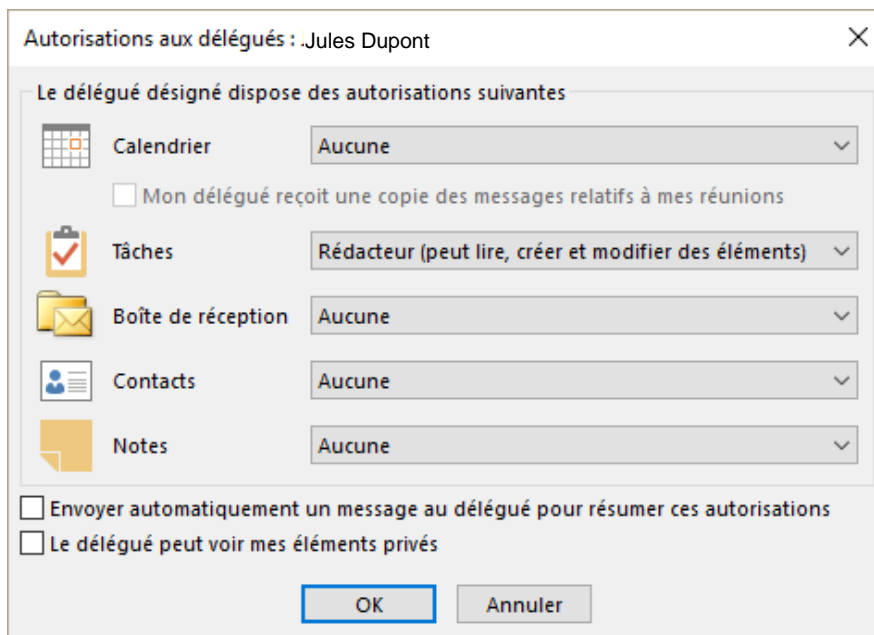 Autorisations aux délégués : .Jules Dupont
Le délégué désigné dispose des autorisations suivantes
Calendrier Aucune
Mon délégué reçoit une copie des messages relatifs à mes réunions
Tâches Rédacteur (peut lire, créer et modifier des éléments)
Boîte de réception Aucune
Contacts Aucune
Notes Aucune
Envoyer automatiquement un message au délégué pour résumer ces autorisations
Le délégué peut voir mes éléments privés
OK Annuler